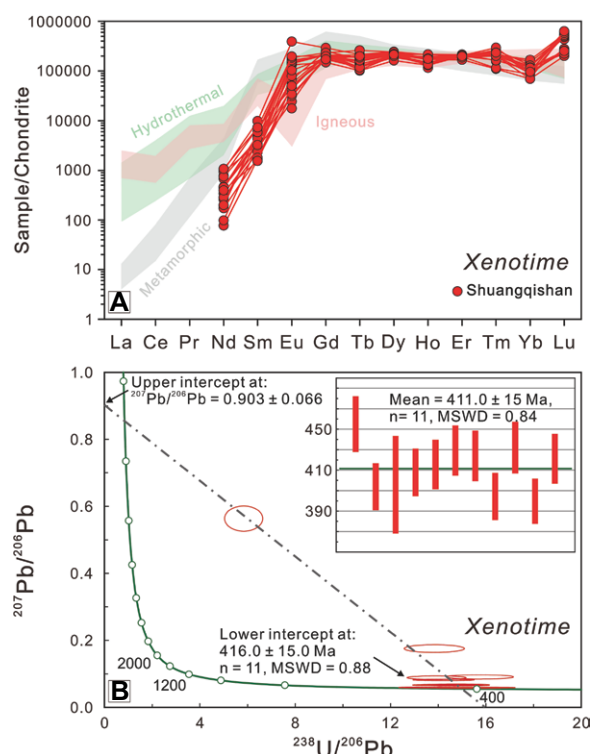 Sample/Chondrite
1000000
100000
10000
1000
100
10
1
Hydrothermal
Igneous
Metamorphic
Xenotime
Shuangqishan
A
La Ce Pr Nd Sm Eu Gd Tb Dy Ho Er Tm Yb Lu
²⁰⁷Pb/²⁰⁶Pb
1.0
0.8
0.6
0.4
0.2
0.0
Upper intercept at:
²⁰⁷Pb/²⁰⁶Pb = 0.903 ± 0.066
Mean = 411.0 ± 15 Ma,
n= 11, MSWD = 0.84
450
410
390
Xenotime
Lower intercept at:
416.0 ± 15.0 Ma
n = 11, MSWD = 0.88
2000
1200
400
B
0 4 8 12 16 20
²³⁸U/²⁰⁶Pb